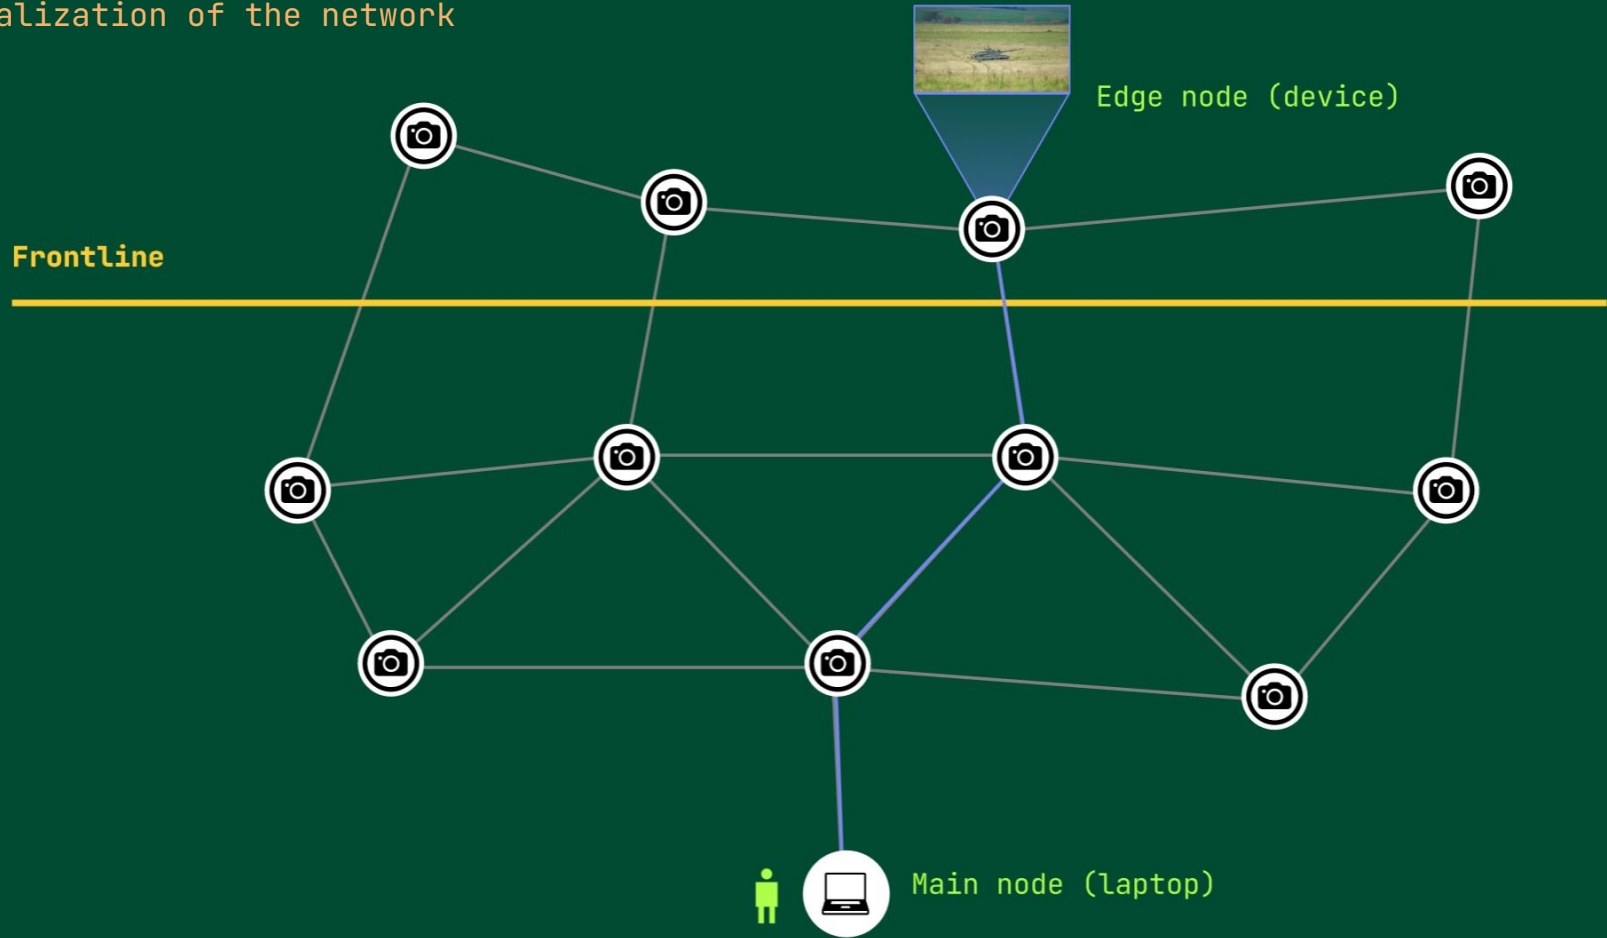 alization of the network
Edge node (device)
Frontline
Main node (laptop)